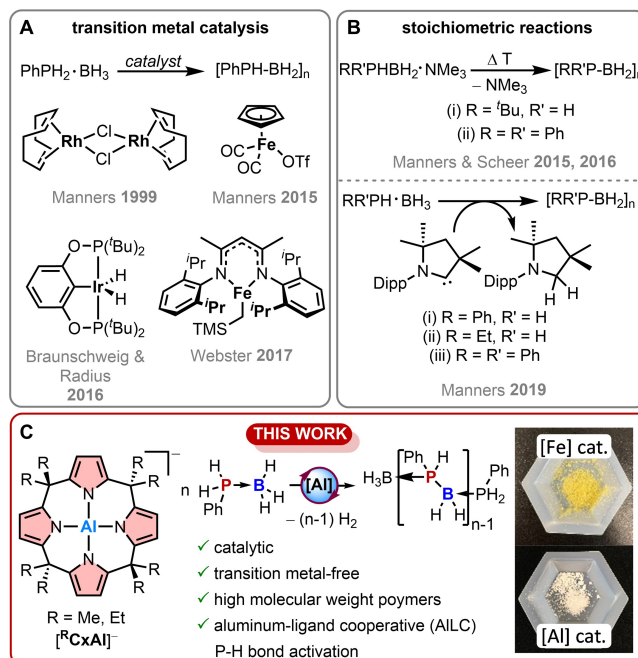 A transition metal catalysis
PhPH2·BH3 catalyst [PhPH-BH2]n
Rh Cl Cl Rh
Fe OC OC OTf
Manners 1999
Manners 2015
O P(tBu)2
Ir H H
O P(tBu)2
iPr iPr
N N
iPr Fe iPr
TMS
Braunschweig &
Radius
2016
Webster 2017
B stoichiometric reactions
RR'PHBH2·NMe3 Δ T – NMe3 [RR'P-BH2]n
(i) R = tBu, R' = H
(ii) R = R' = Ph
Manners & Scheer 2015, 2016
RR'PH·BH3 [RR'P-BH2]n
Dipp N
Dipp N H H
(i) R = Ph, R' = H
(ii) R = Et, R' = H
(iii) R = R' = Ph
Manners 2019
C THIS WORK
R R R R
N
N Al N
N
R R R R
–
R = Me, Et
[RCxAl]–
n H P H Ph B H H H [Al] – (n-1) H2 H3B Ph P H B H H Ph PH2 n-1
✓ catalytic
✓ transition metal-free
✓ high molecular weight poymers
✓ aluminum-ligand cooperative (AlLC)
P-H bond activation
[Fe] cat.
[Al] cat.